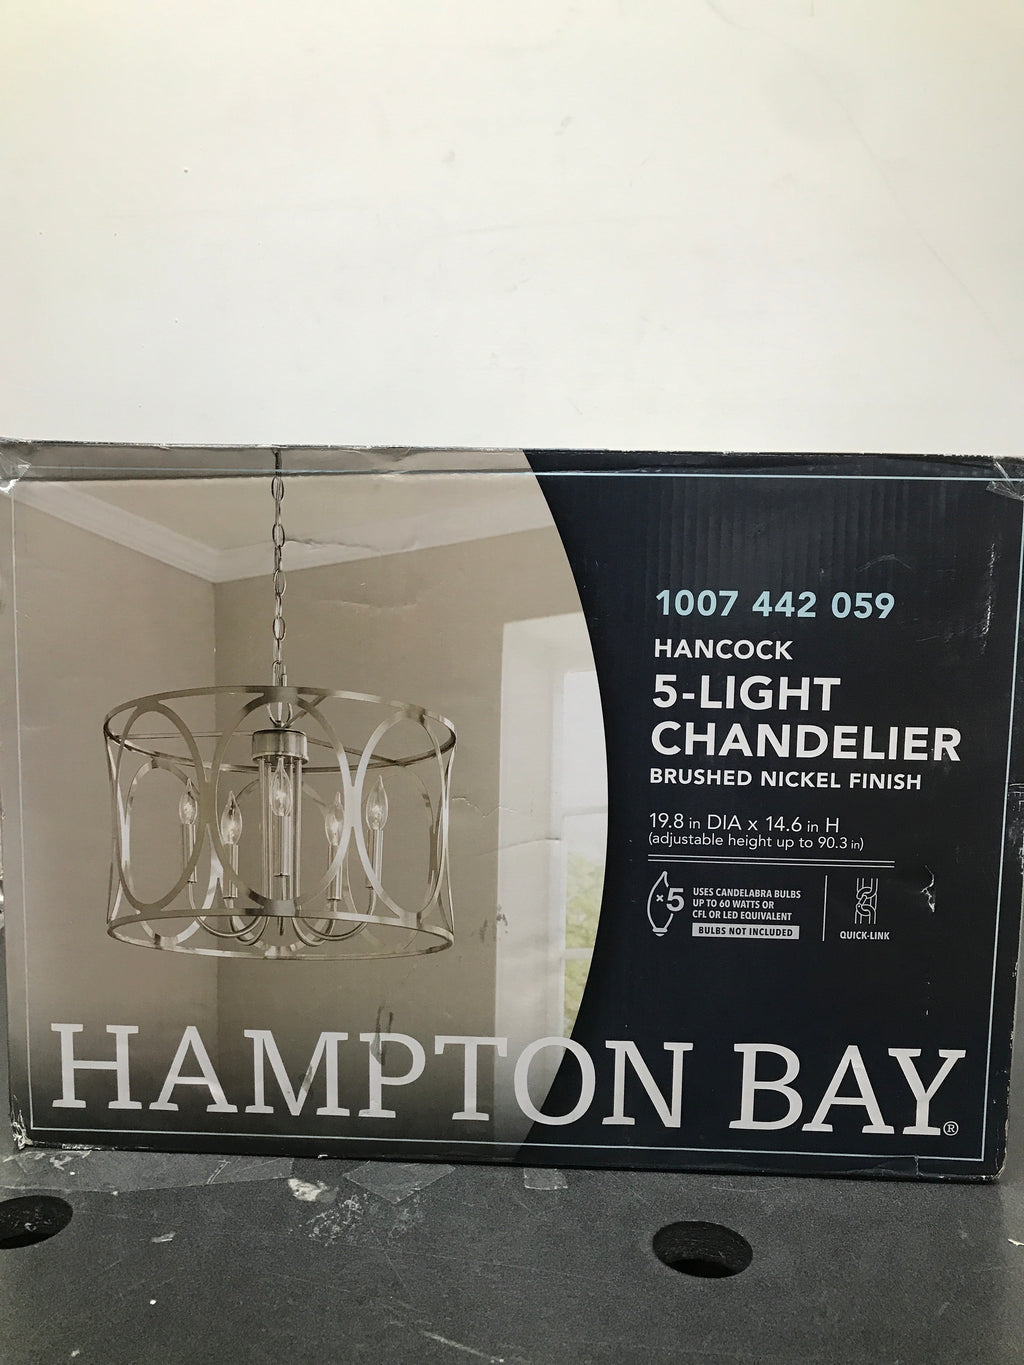 1007 442 059
HANCOCK
5-LIGHT
CHANDELIER
BRUSHED NICKEL FINISH
19.8 in DIA x 14.6 in H
(adjustable height up to 90.3 in)
×5
USES CANDELABRA BULBS
UP TO 60 WATTS OR
CFL OR LED EQUIVALENT
BULBS NOT INCLUDED
QUICK-LINK
HAMPTON BAY®